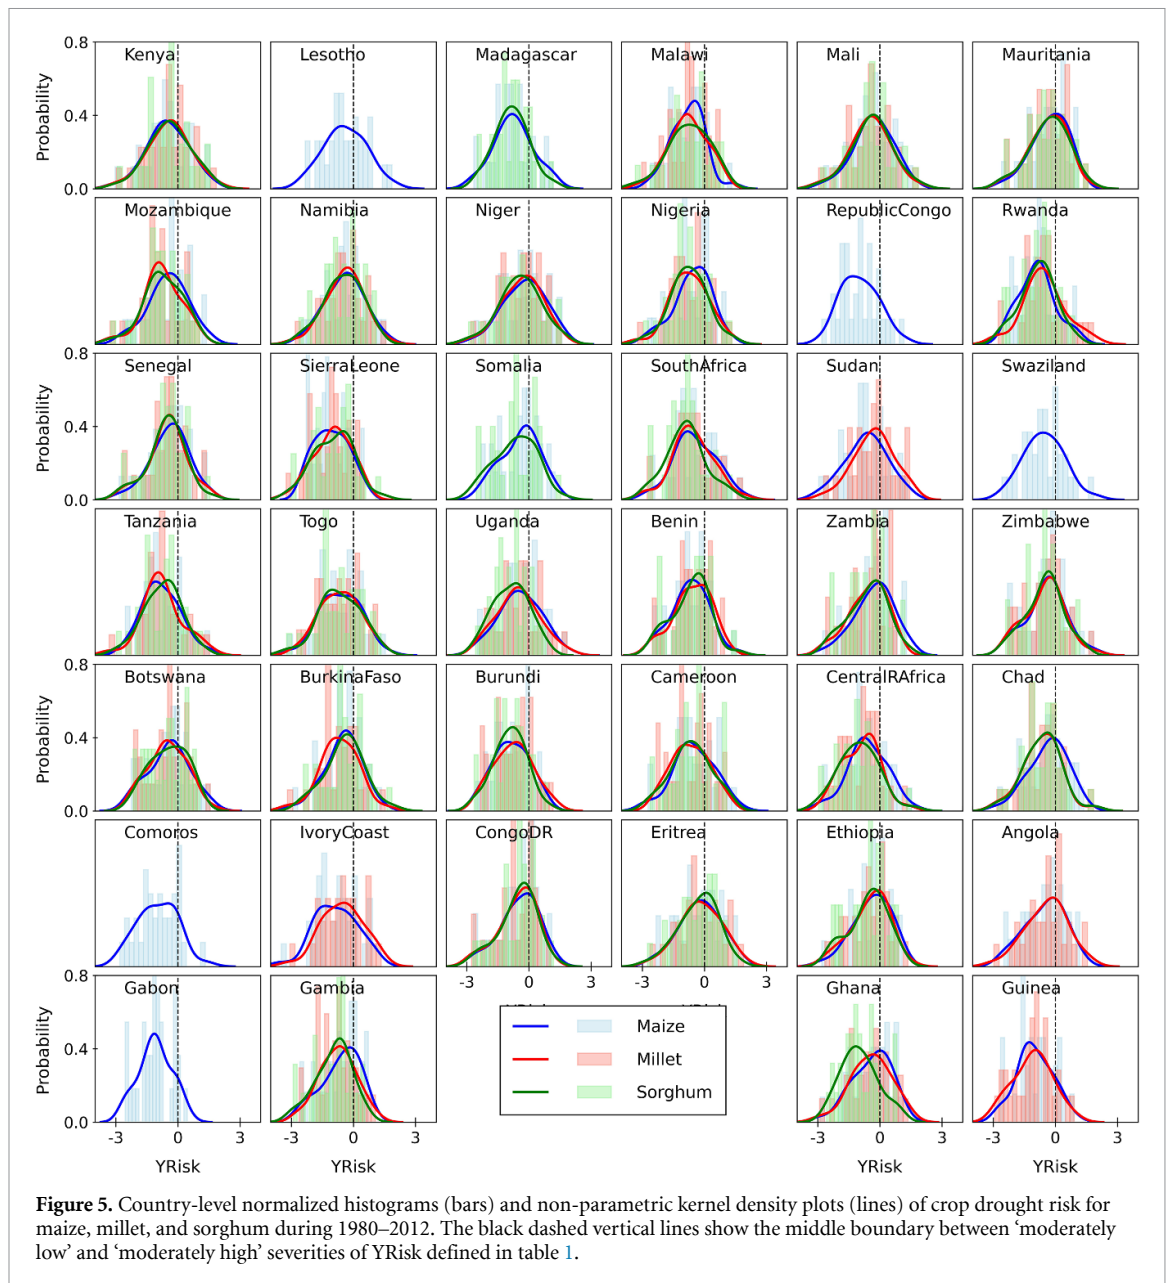 0.8
Kenya
Lesotho
Madagascar
Malawi
Mali
Mauritania
Probability
0.4
0.0
Mozambique
Namibia
Niger
Nigeria
RepublicCongo
Rwanda
0.8
Senegal
SierraLeone
Somalia
SouthAfrica
Sudan
Swaziland
Probability
0.4
0.0
Tanzania
Togo
Uganda
Benin
Zambia
Zimbabwe
0.8
Botswana
BurkinaFaso
Burundi
Cameroon
CentralRAfrica
Chad
Probability
0.4
0.0
Comoros
IvoryCoast
CongoDR
Eritrea
Ethiopia
Angola
-3 0 3
-3 0 3
0.8
Gabon
Gambia
Ghana
Guinea
Probability
0.4
0.0
Maize
Millet
Sorghum
-3 0 3
-3 0 3
-3 0 3
-3 0 3
YRisk
YRisk
YRisk
YRisk
Figure 5. Country-level normalized histograms (bars) and non-parametric kernel density plots (lines) of crop drought risk for
maize, millet, and sorghum during 1980–2012. The black dashed vertical lines show the middle boundary between ‘moderately
low’ and ‘moderately high’ severities of YRisk defined in table 1.